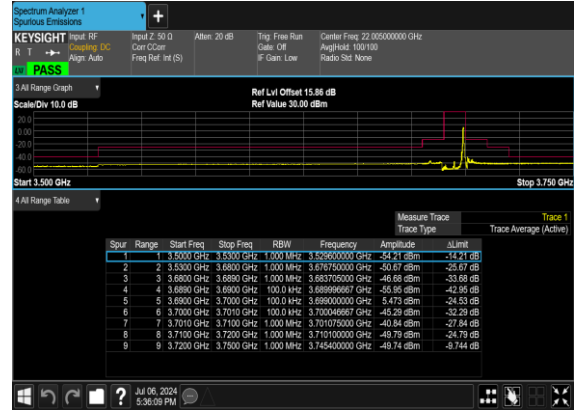 Spectrum Analyzer 1
Spurious Emissions
+
KEYSIGHT Input: RF Input Z: 50 Ω Atten: 20 dB Trig: Free Run Center Freq: 22.005000000 GHz
R T Coupling: DC Corr CCorr Gate: Off Avg|Hold: 100/100
Align: Auto Freq Ref: Int (S) IF Gain: Low Radio Std: None
LXI PASS
3 All Range Graph Ref Lvl Offset 15.86 dB
Scale/Div 10.0 dB Ref Value 30.00 dBm
20.0
0.00
-20.0
-40.0
-60.0
Start 3.500 GHz Stop 3.750 GHz
4 All Range Table
Measure Trace Trace 1
Trace Type Trace Average (Active)
Spur Range Start Freq Stop Freq RBW Frequency Amplitude ΔLimit
1 1 3.5000 GHz 3.5300 GHz 1.000 MHz 3.529600000 GHz -54.21 dBm -14.21 dB
2 2 3.5300 GHz 3.6800 GHz 1.000 MHz 3.676750000 GHz -50.67 dBm -25.67 dB
3 3 3.6800 GHz 3.6890 GHz 1.000 MHz 3.683705000 GHz -46.68 dBm -33.68 dB
4 4 3.6890 GHz 3.6900 GHz 100.0 kHz 3.689996667 GHz -55.95 dBm -42.95 dB
5 5 3.6900 GHz 3.7000 GHz 100.0 kHz 3.699000000 GHz 5.473 dBm -24.53 dB
6 6 3.7000 GHz 3.7010 GHz 100.0 kHz 3.700046667 GHz -45.29 dBm -32.29 dB
7 7 3.7010 GHz 3.7100 GHz 1.000 MHz 3.701075000 GHz -40.84 dBm -27.84 dB
8 8 3.7100 GHz 3.7200 GHz 1.000 MHz 3.710100000 GHz -49.79 dBm -24.79 dB
9 9 3.7200 GHz 3.7500 GHz 1.000 MHz 3.745400000 GHz -49.74 dBm -9.744 dB
? Jul 06, 2024
5:36:09 PM